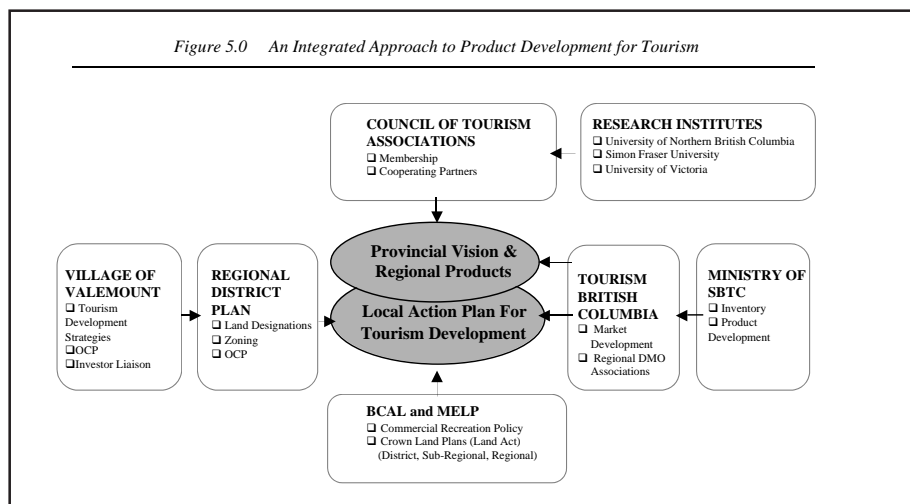 Figure 5.0 An Integrated Approach to Product Development for Tourism
COUNCIL OF TOURISM
ASSOCIATIONS
❑ Membership
❑ Cooperating Partners
RESEARCH INSTITUTES
❑ University of Northern British Columbia
❑ Simon Fraser University
❑ University of Victoria
Provincial Vision &
Regional Products
Local Action Plan For
Tourism Development
VILLAGE OF
VALEMOUNT
❑ Tourism
Development
Strategies
❑ OCP
❑ Investor Liaison
REGIONAL
DISTRICT
PLAN
❑ Land Designations
❑ Zoning
❑ OCP
TOURISM
BRITISH
COLUMBIA
❑ Market
Development
❑ Regional DMO
Associations
MINISTRY OF
SBTC
❑ Inventory
❑ Product
Development
BCAL and MELP
❑ Commercial Recreation Policy
❑ Crown Land Plans (Land Act)
(District, Sub-Regional, Regional)